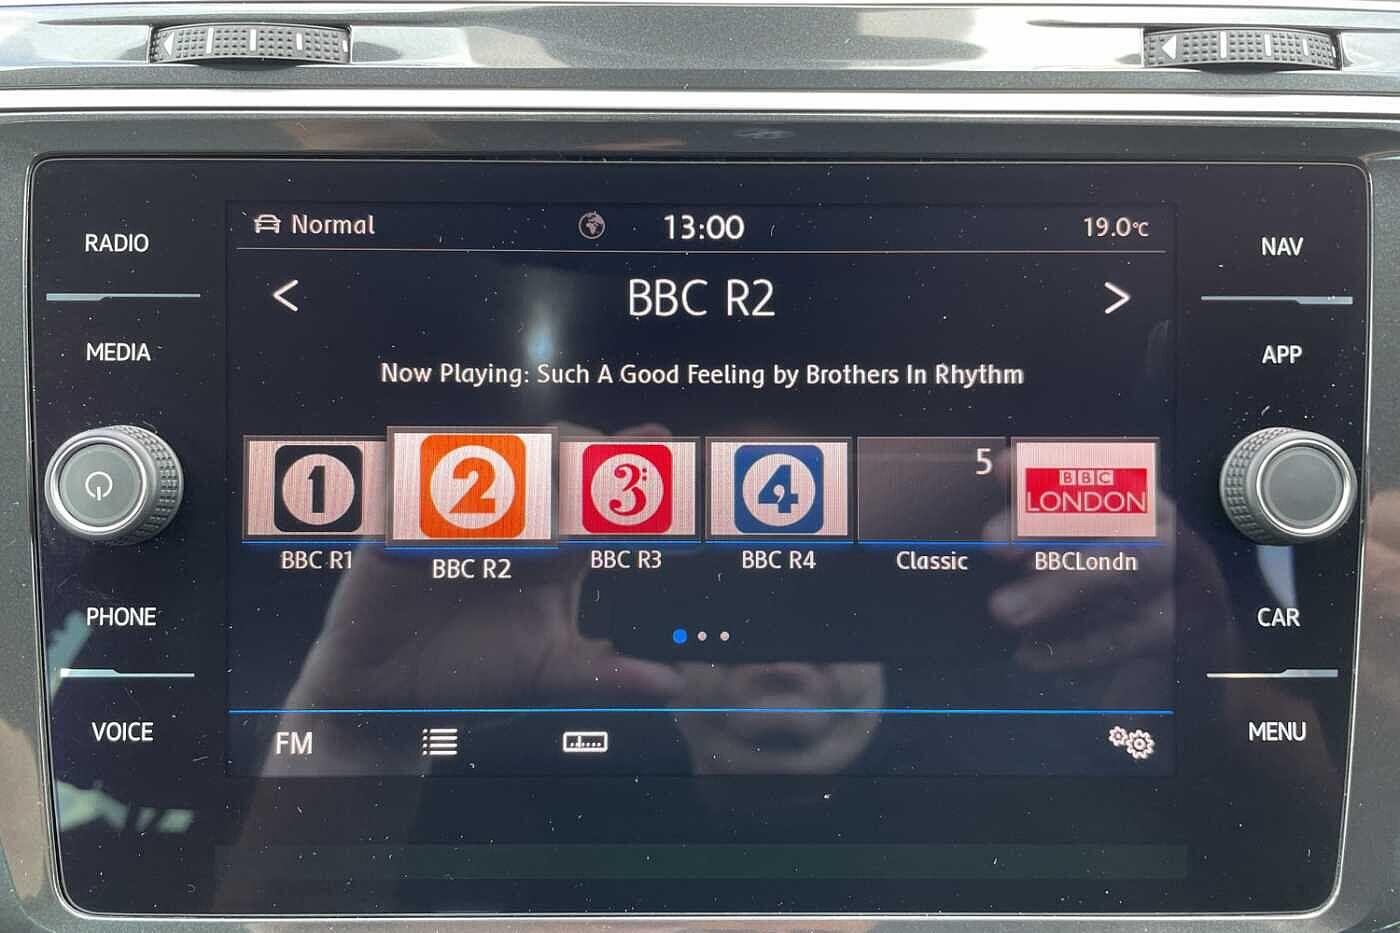 RADIO
MEDIA
PHONE
VOICE
Normal
13:00
19.0°C
BBC R2
Now Playing: Such A Good Feeling by Brothers In Rhythm
1
2
3
4
5
BBC
LONDON
BBC R1
BBC R2
BBC R3
BBC R4
Classic
BBCLondn
FM
NAV
APP
CAR
MENU